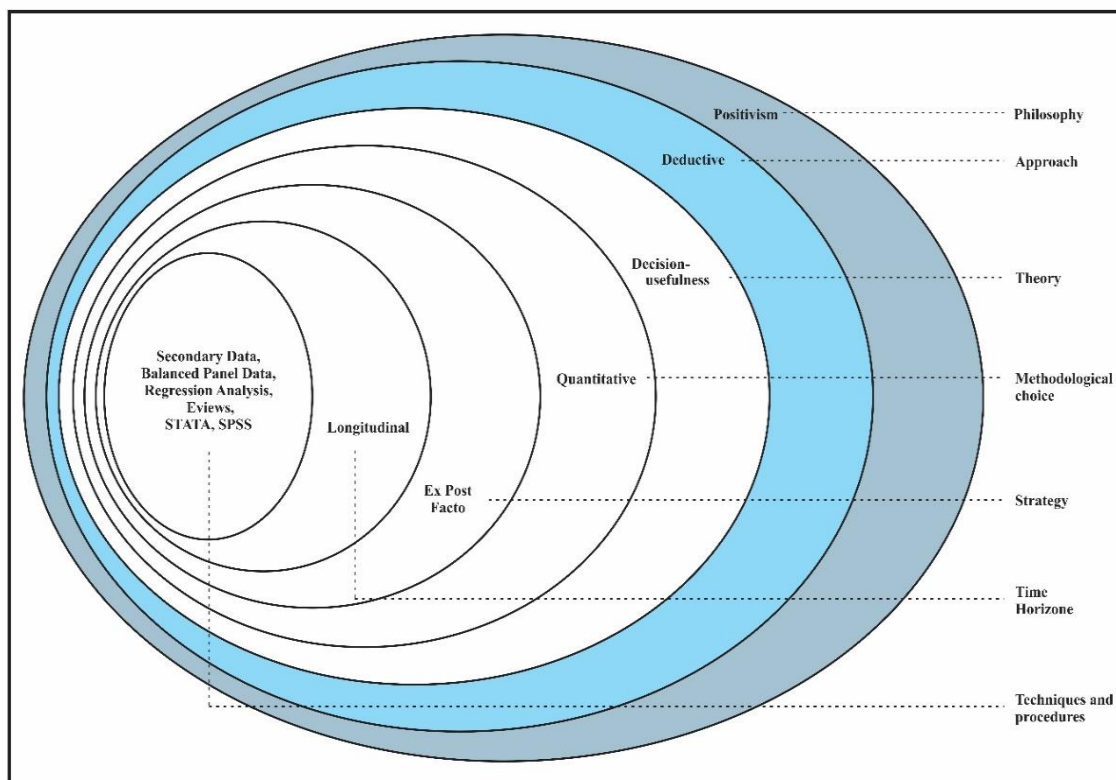 Positivism
Philosophy
Deductive
Approach
Decision-
usefulness
Theory
Secondary Data,
Balanced Panel Data,
Regression Analysis,
Eviews,
STATA, SPSS
Quantitative
Methodological
choice
Longitudinal
Ex Post
Facto
Strategy
Time
Horizone
Techniques and
procedures